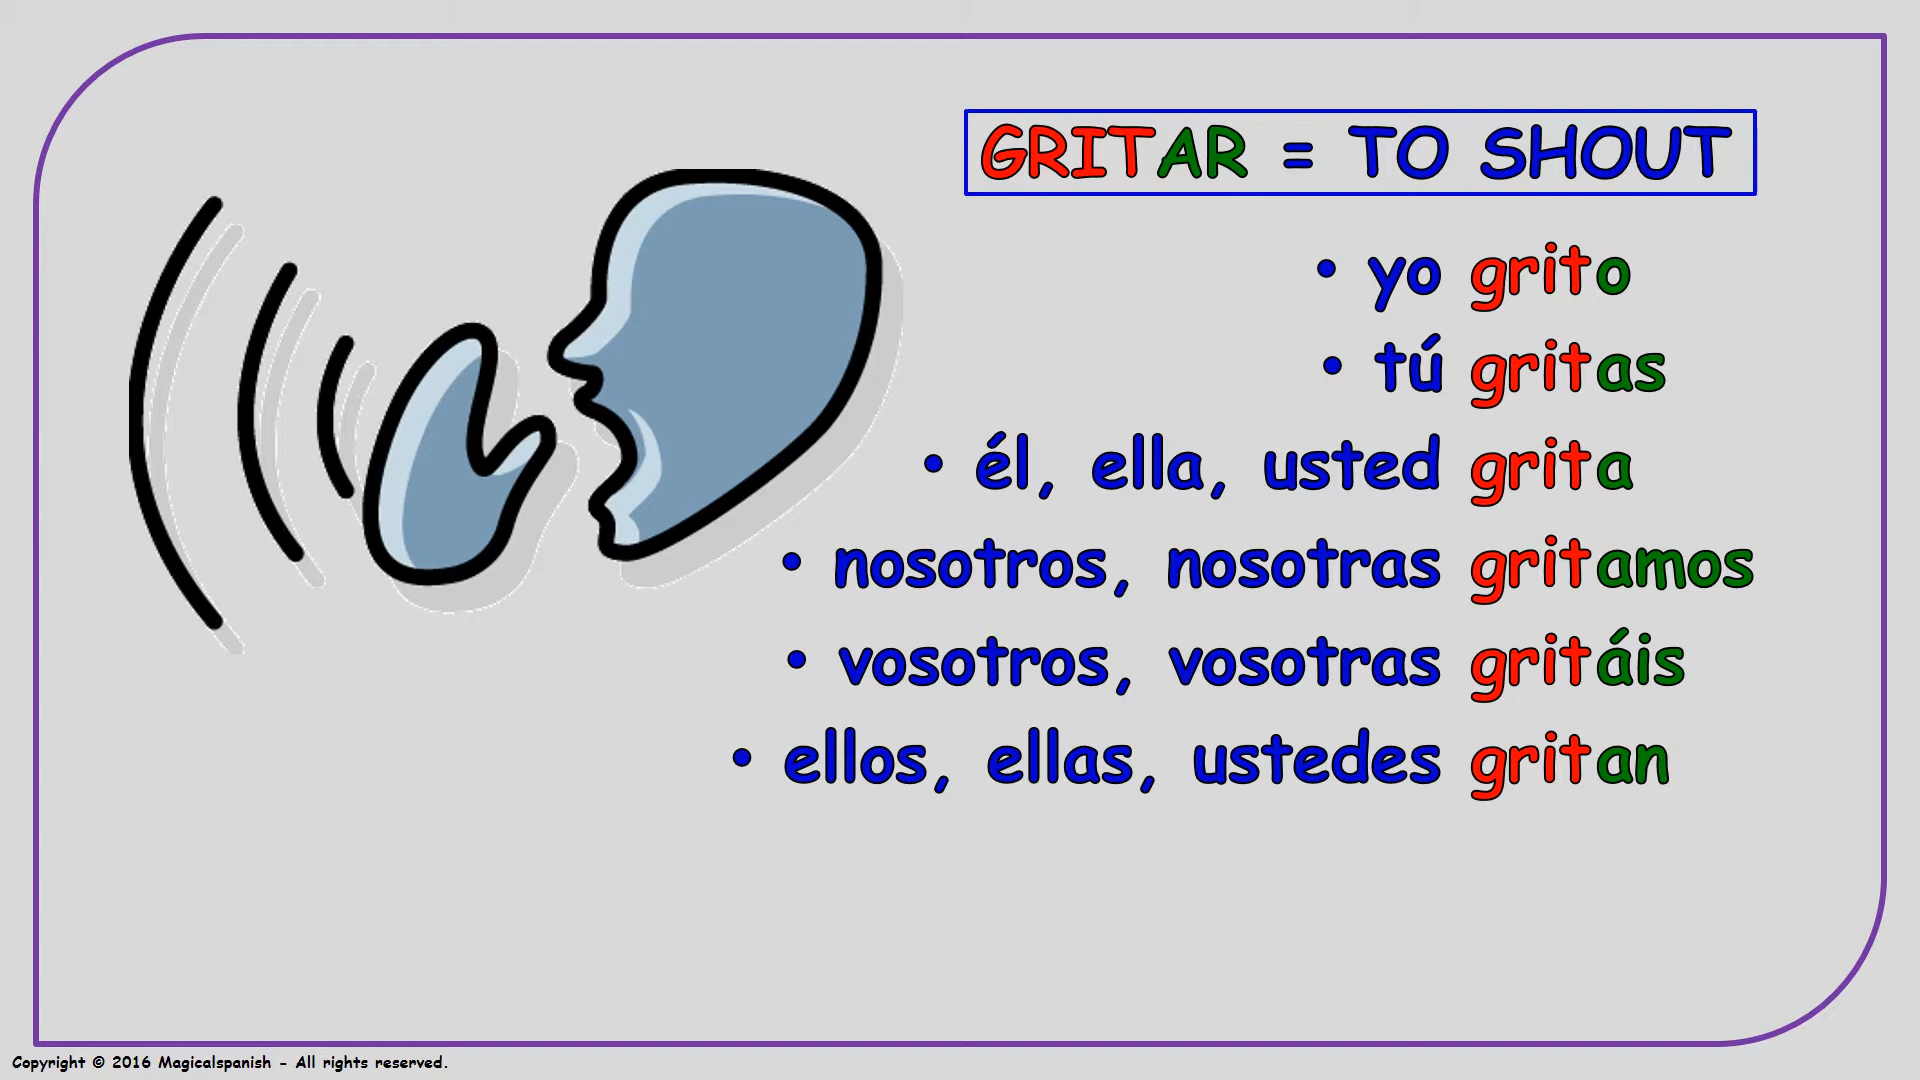 GRITAR = TO SHOUT
• yo grito
• tú gritas
• él, ella, usted grita
• nosotros, nosotras gritamos
• vosotros, vosotras gritáis
• ellos, ellas, ustedes gritan
Copyright © 2016 Magicalspanish - All rights reserved.